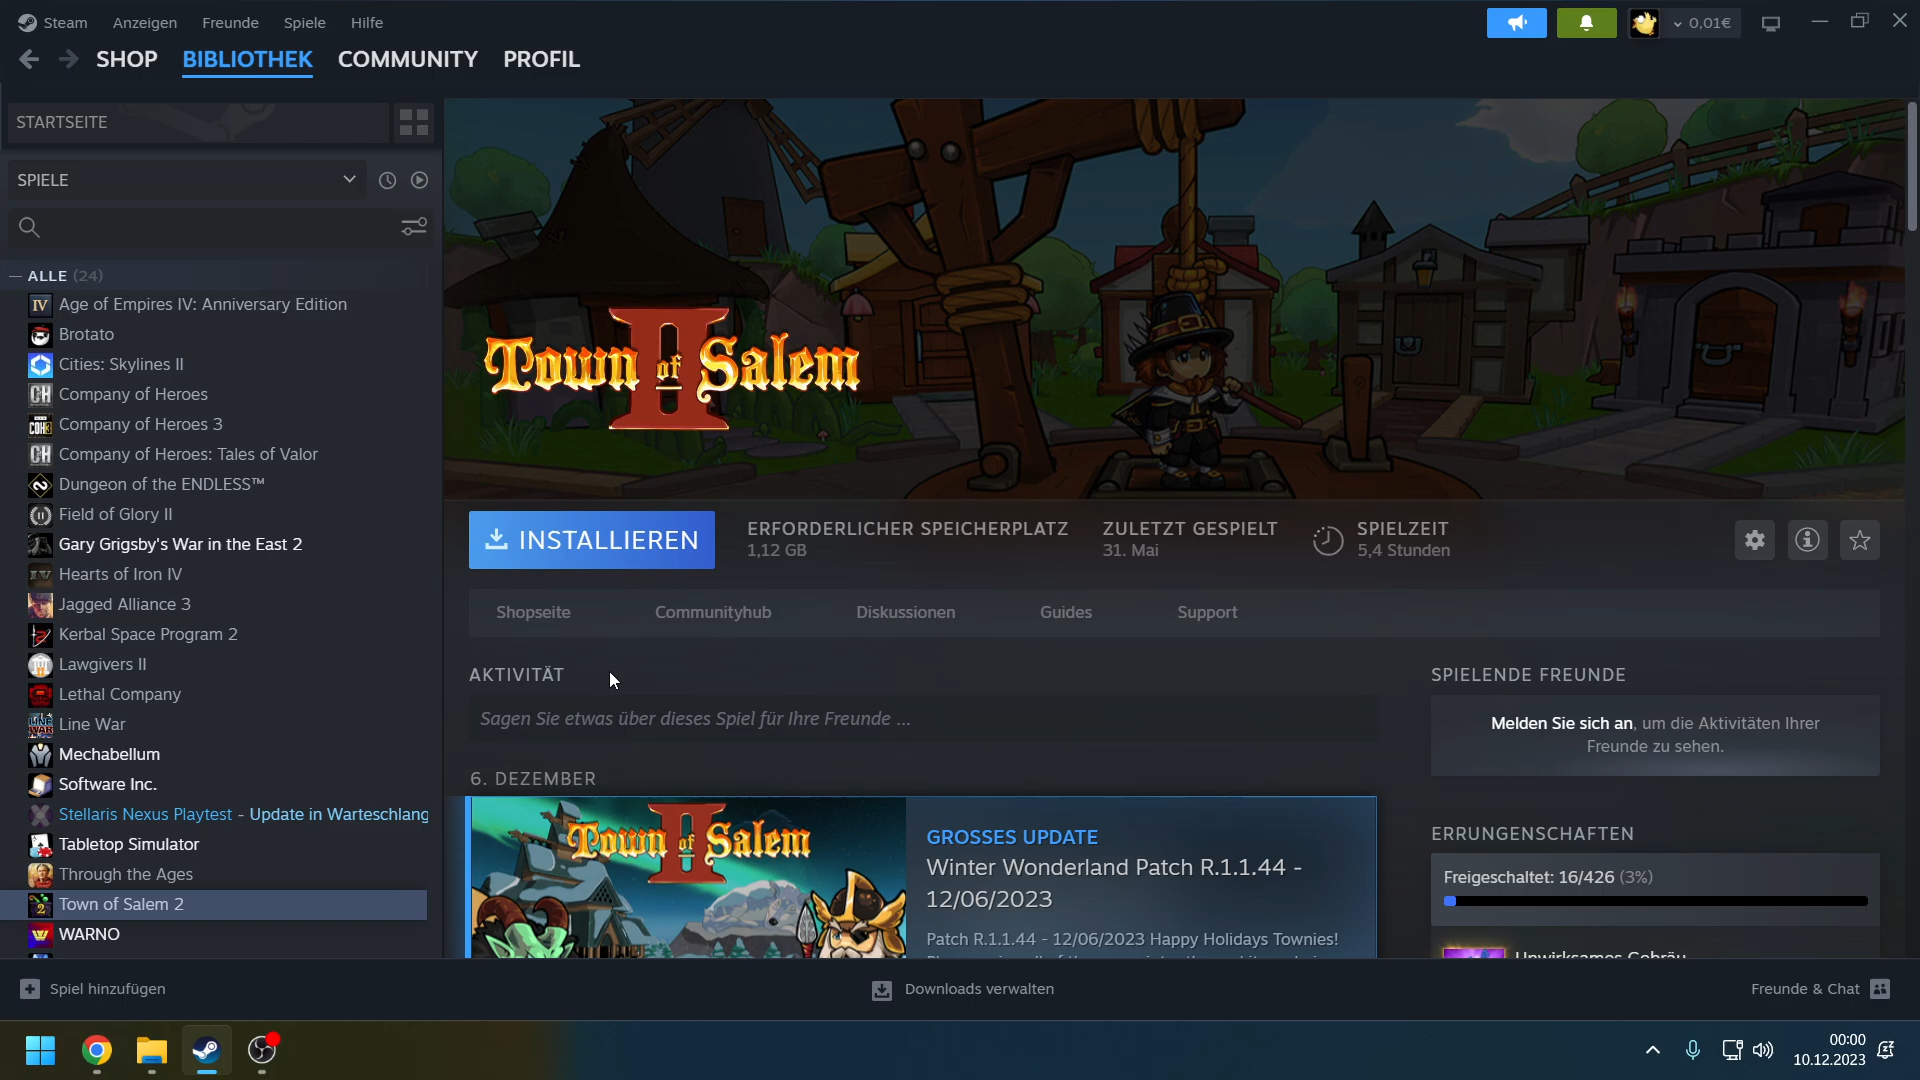 Steam Anzeigen Freunde Spiele Hilfe
0,01€
SHOP BIBLIOTHEK COMMUNITY PROFIL
STARTSEITE
SPIELE
— ALLE (24)
IV Age of Empires IV: Anniversary Edition
Brotato
Cities: Skylines II
Company of Heroes
Company of Heroes 3
Company of Heroes: Tales of Valor
Dungeon of the ENDLESS™
Field of Glory II
Gary Grigsby's War in the East 2
Hearts of Iron IV
Jagged Alliance 3
Kerbal Space Program 2
Lawgivers II
Lethal Company
Line War
Mechabellum
Software Inc.
Stellaris Nexus Playtest - Update in Warteschlang
Tabletop Simulator
Through the Ages
Town of Salem 2
WARNO
Town of Salem
II
INSTALLIEREN
ERFORDERLICHER SPEICHERPLATZ
1,12 GB
ZULETZT GESPIELT
31. Mai
SPIELZEIT
5,4 Stunden
Shopseite Communityhub Diskussionen Guides Support
AKTIVITÄT
Sagen Sie etwas über dieses Spiel für Ihre Freunde ...
6. DEZEMBER
Town of Salem
II
GROSSES UPDATE
Winter Wonderland Patch R.1.1.44 -
12/06/2023
Patch R.1.1.44 - 12/06/2023 Happy Holidays Townies!
SPIELENDE FREUNDE
Melden Sie sich an, um die Aktivitäten Ihrer
Freunde zu sehen.
ERRUNGENSCHAFTEN
Freigeschaltet: 16/426 (3%)
Unwirksames Gebräu
Spiel hinzufügen
Downloads verwalten
Freunde & Chat
00:00
10.12.2023